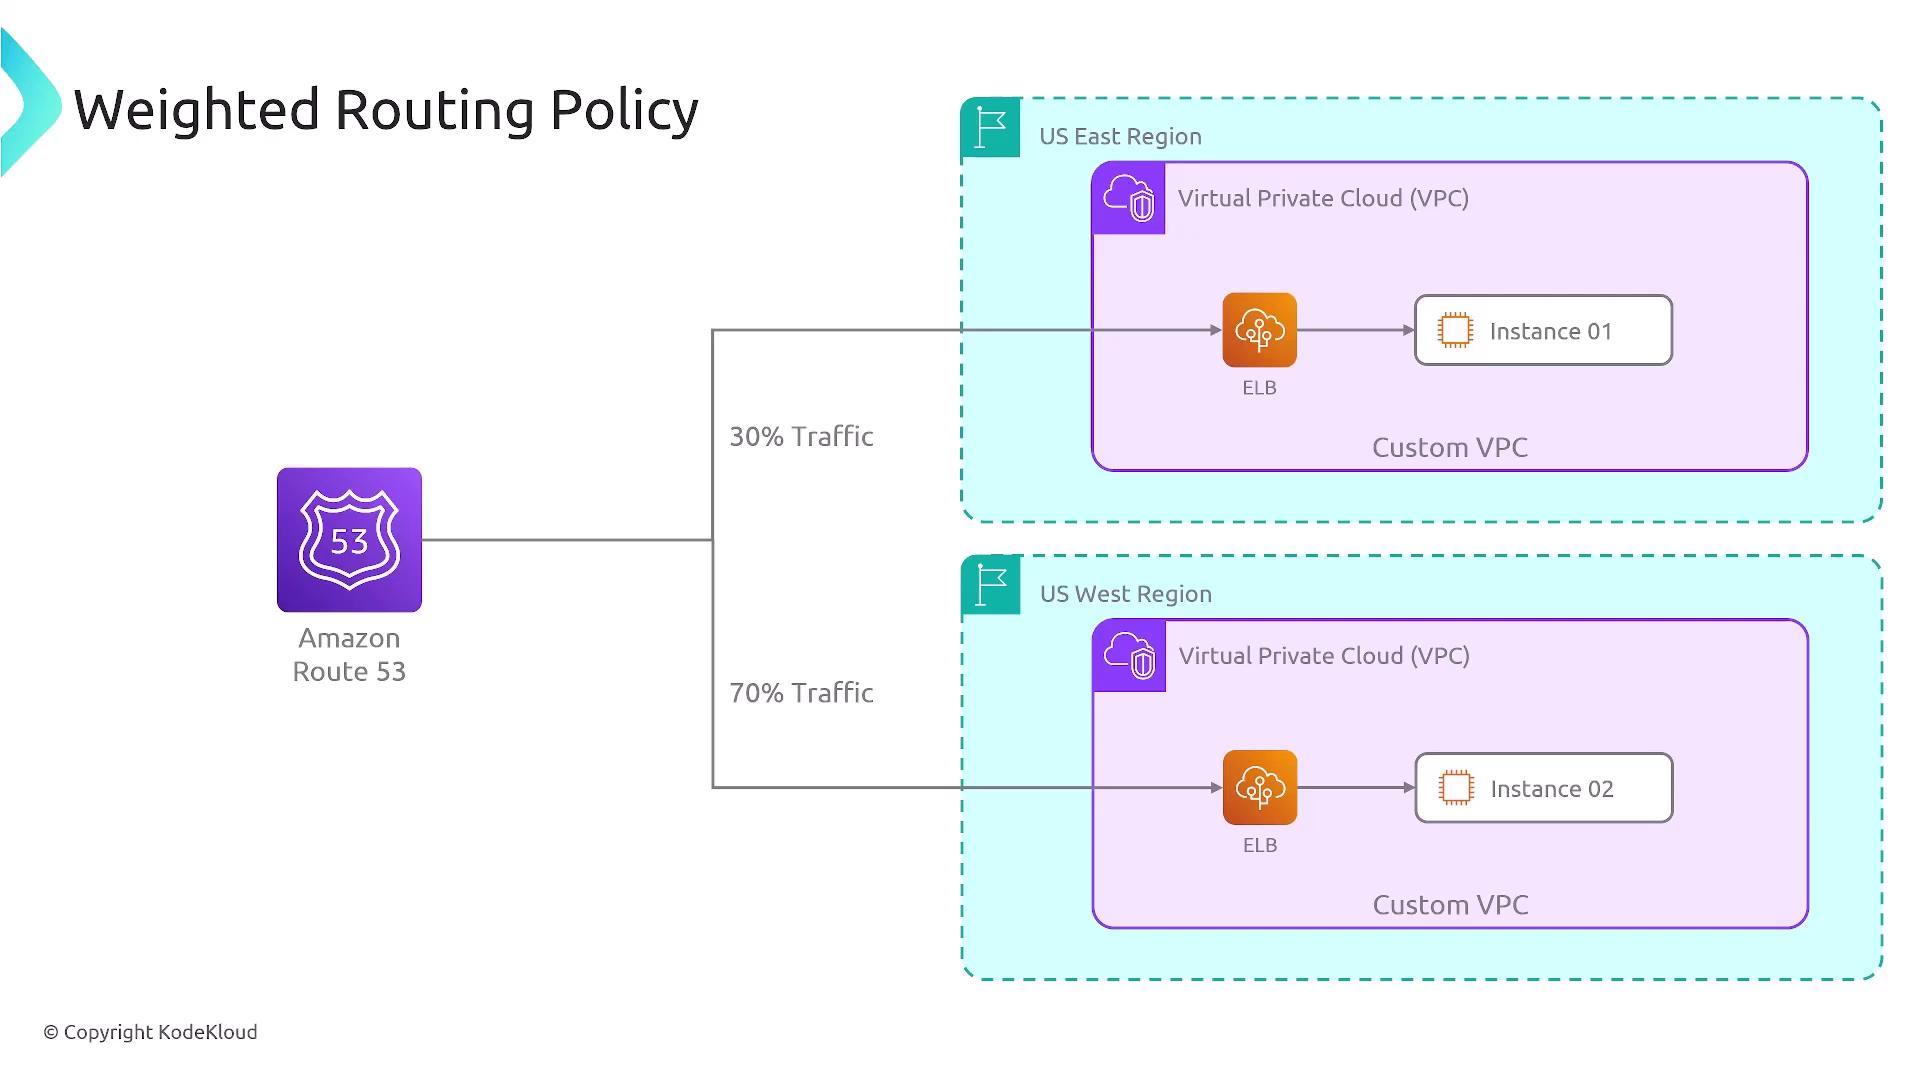 Weighted Routing Policy
US East Region
Virtual Private Cloud (VPC)
Instance 01
ELB
30% Traffic
Custom VPC
53
Amazon
Route 53
US West Region
Virtual Private Cloud (VPC)
70% Traffic
Instance 02
ELB
Custom VPC
© Copyright KodeKloud